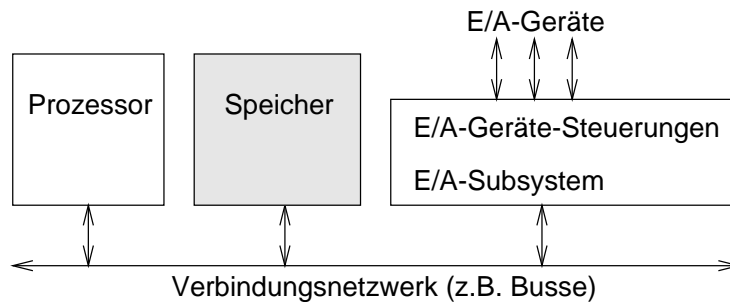 E/A-Geräte
Prozessor
Speicher
E/A-Geräte-Steuerungen
E/A-Subsystem
Verbindungsnetzwerk (z.B. Busse)